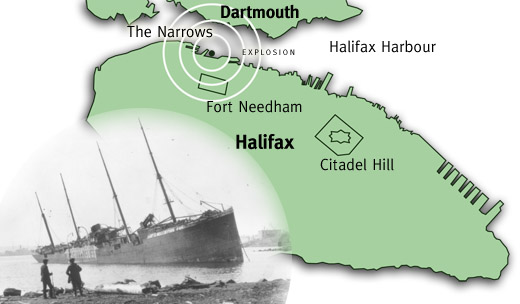 Dartmouth
The Narrows
EXPLOSION
Halifax Harbour
Fort Needham
Halifax
Citadel Hill